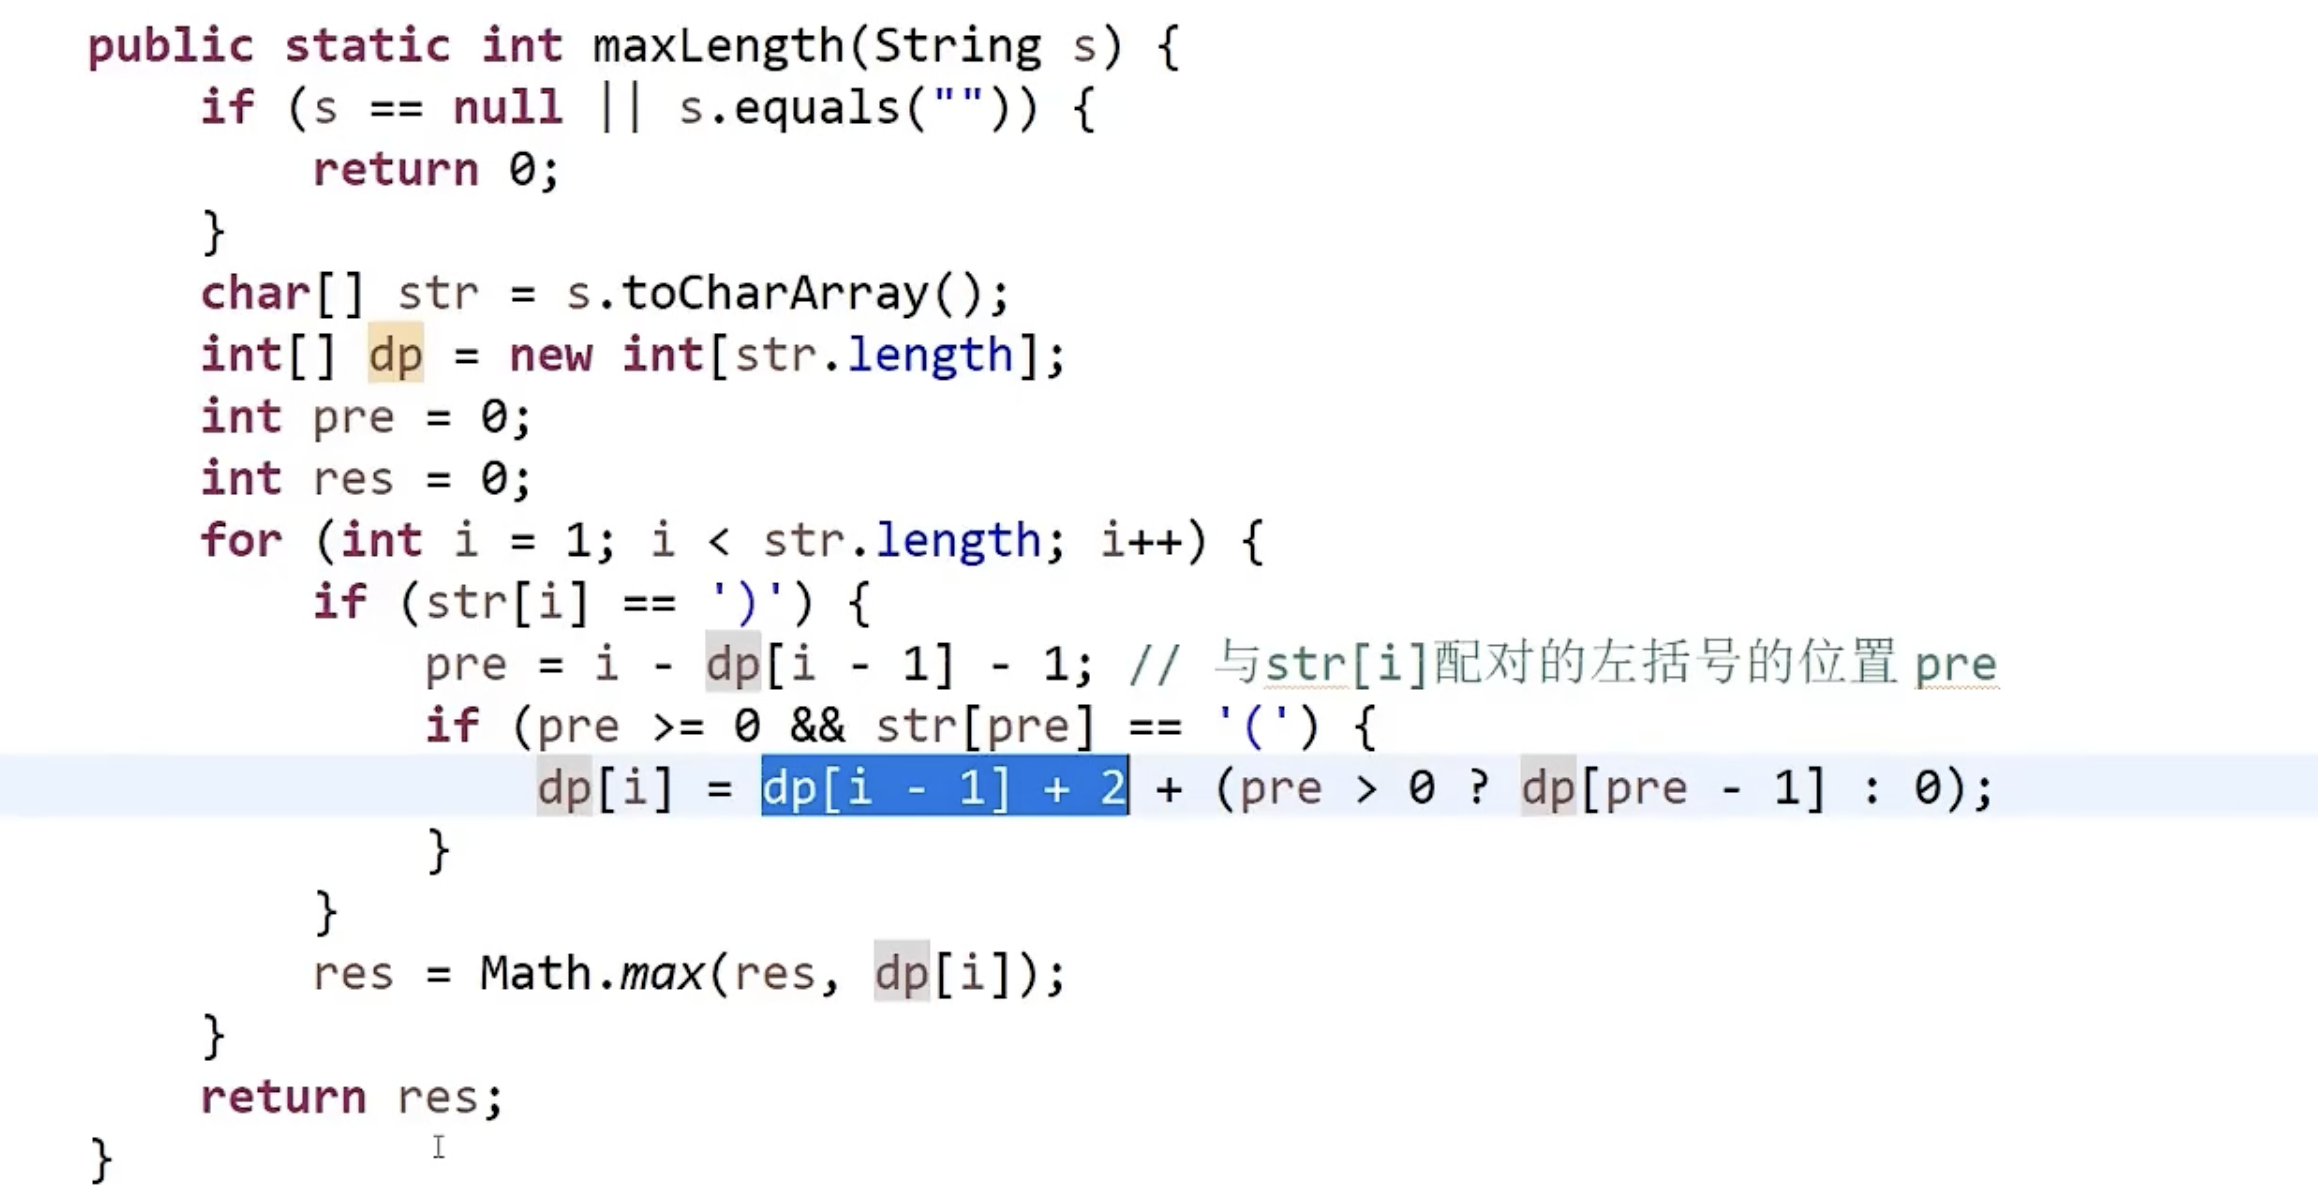 public static int maxLength(String s) {
if (s == null || s.equals("")) {
return 0;
}
char[] str = s.toCharArray();
int[] dp = new int[str.length];
int pre = 0;
int res = 0;
for (int i = 1; i < str.length; i++) {
if (str[i] == ')') {
pre = i - dp[i - 1] - 1; // 与str[i]配对的左括号的位置 pre
if (pre >= 0 && str[pre] == '(') {
dp[i] = dp[i - 1] + 2 + (pre > 0 ? dp[pre - 1] : 0);
}
}
res = Math.max(res, dp[i]);
}
return res;
}